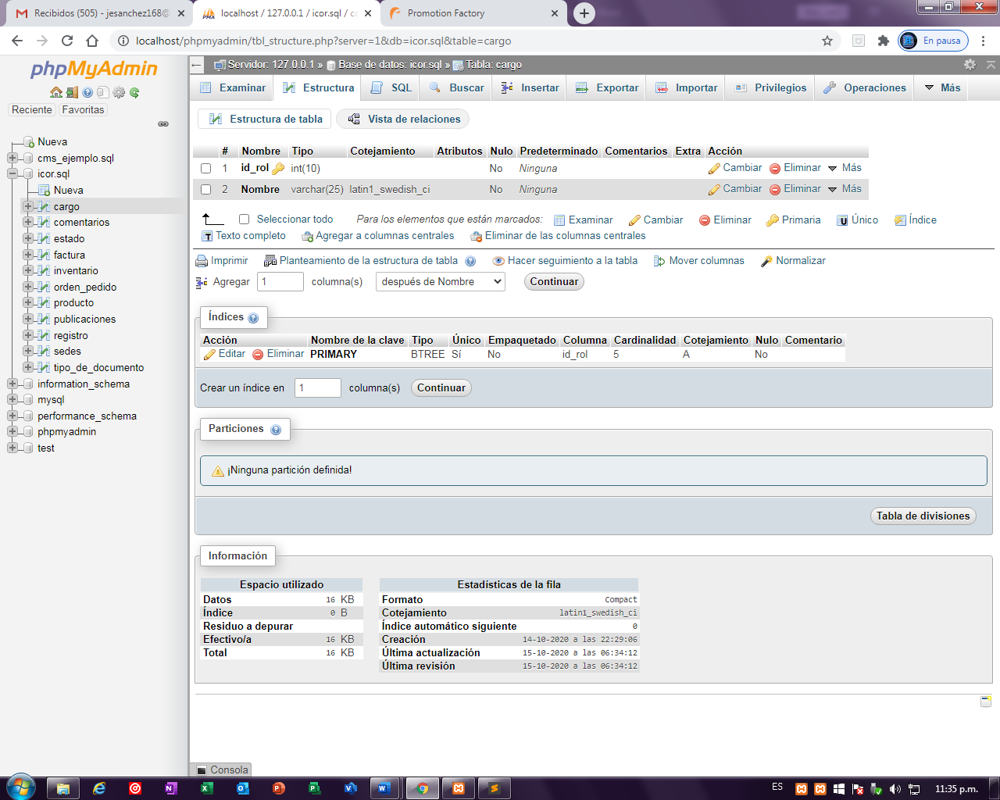 Recibidos (505) - jesanchez168@
localhost / 127.0.0.1 / icor.sql / ca
Promotion Factory
localhost/phpmyadmin/tbl_structure.php?server=1&db=icor.sql&table=cargo
En pausa
phpMyAdmin
Reciente
Favoritas
Nueva
cms_ejemplo.sql
icor.sql
Nueva
cargo
comentarios
estado
factura
inventario
orden_pedido
producto
publicaciones
registro
sedes
tipo_de_documento
information_schema
mysql
performance_schema
phpmyadmin
test
Servidor: 127.0.0.1 » Base de datos: icor.sql » Tabla: cargo
Examinar Estructura SQL Buscar Insertar Exportar Importar Privilegios Operaciones Más
Estructura de tabla Vista de relaciones
# Nombre Tipo Cotejamiento Atributos Nulo Predeterminado Comentarios Extra Acción
1 id_rol int(10) No Ninguna Cambiar Eliminar Más
2 Nombre varchar(25) latin1_swedish_ci No Ninguna Cambiar Eliminar Más
Seleccionar todo Para los elementos que están marcados: Examinar Cambiar Eliminar Primaria Único Índice
Texto completo Agregar a columnas centrales Eliminar de las columnas centrales
Imprimir Planteamiento de la estructura de tabla Hacer seguimiento a la tabla Mover columnas Normalizar
Agregar 1 columna(s) después de Nombre Continuar
Índices
Acción Nombre de la clave Tipo Único Empaquetado Columna Cardinalidad Cotejamiento Nulo Comentario
Editar Eliminar PRIMARY BTREE Sí No id_rol 5 A No
Crear un índice en 1 columna(s) Continuar
Particiones
¡Ninguna partición definida!
Tabla de divisiones
Información
Espacio utilizado
Datos 16 KB
Índice 0 B
Residuo a depurar
Efectivo/a 16 KB
Total 16 KB
Estadísticas de la fila
Formato Compact
Cotejamiento latin1_swedish_ci
Índice automático siguiente 0
Creación 14-10-2020 a las 22:29:06
Última actualización 15-10-2020 a las 06:34:12
Última revisión 15-10-2020 a las 06:34:12
Consola
ES
11:35 p.m.